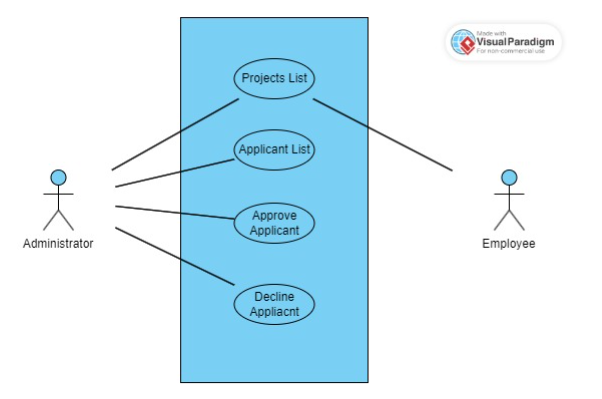 Made with
Visual Paradigm
For non-commercial use
Projects List
Applicant List
Approve
Applicant
Administrator
Employee
Decline
Appliacnt